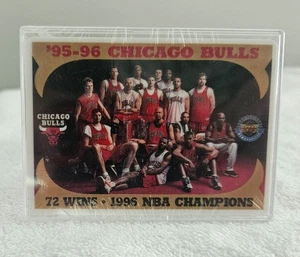 '95-96 CHICAGO BULLS
CHICAGO
BULLS
72 WINS • 1996 NBA CHAMPIONS